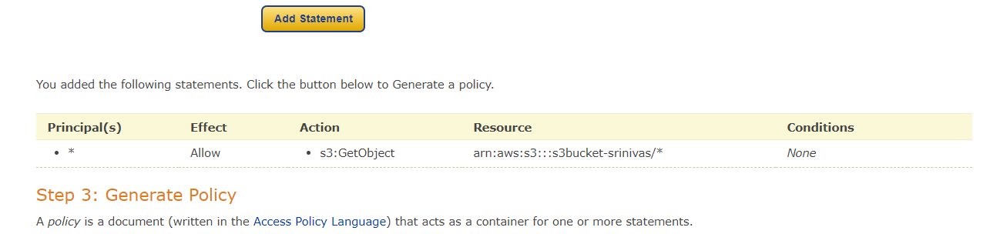 Add Statement
You added the following statements. Click the button below to Generate a policy.
Principal(s) Effect Action Resource Conditions
• * Allow • s3:GetObject arn:aws:s3:::s3bucket-srinivas/* None
Step 3: Generate Policy
A policy is a document (written in the Access Policy Language) that acts as a container for one or more statements.